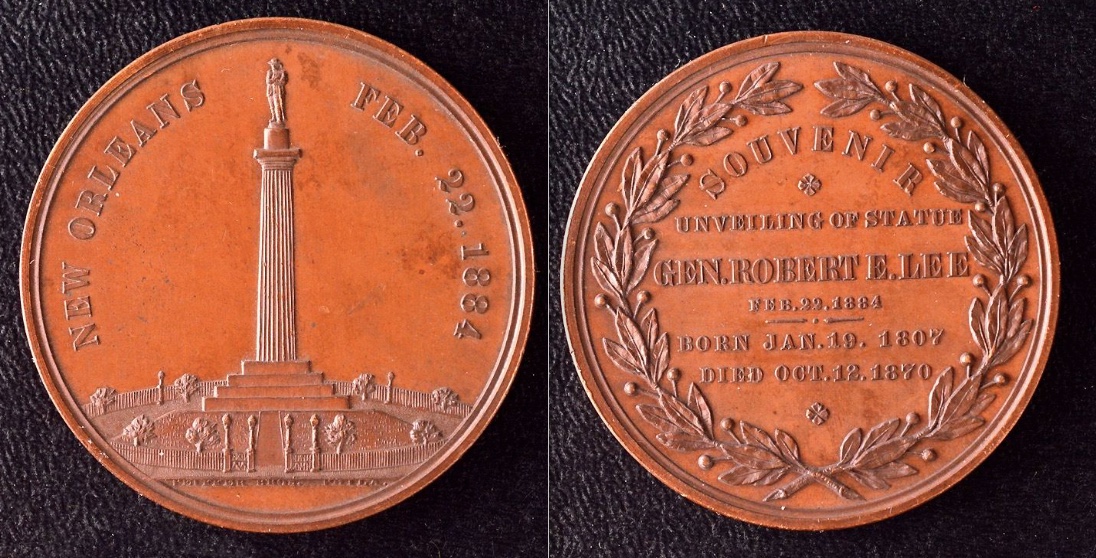 NEW ORLEANS FEB. 22. 1884
SOUVENIR
UNVEILING OF STATUE
GEN. ROBERT E. LEE
FEB. 22. 1884
BORN JAN. 19. 1807
DIED OCT. 12. 1870